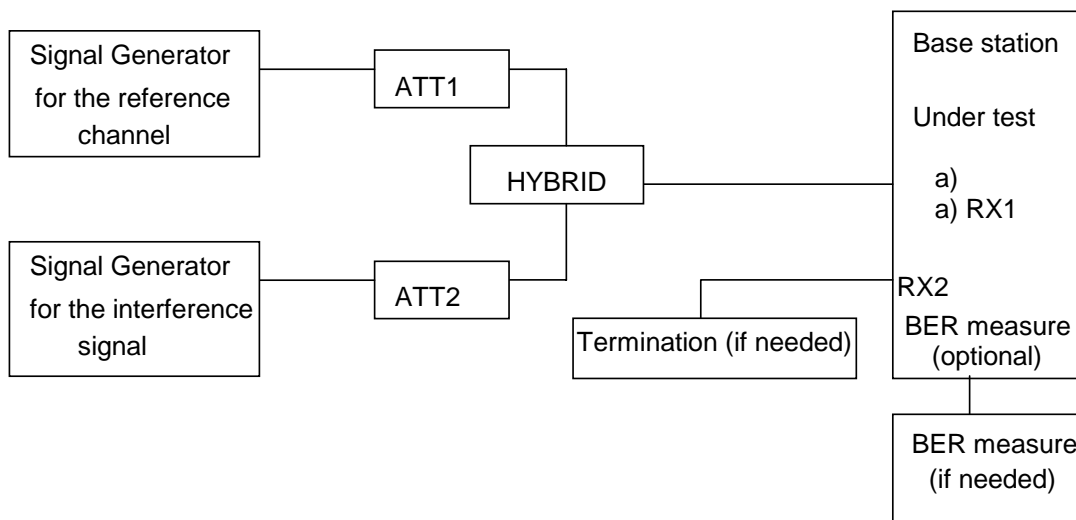 Signal Generator
for the reference
channel
ATT1
HYBRID
Signal Generator
for the interference
signal
ATT2
Termination (if needed)
Base station
Under test
a)
a) RX1
RX2
BER measure
(optional)
BER measure
(if needed)